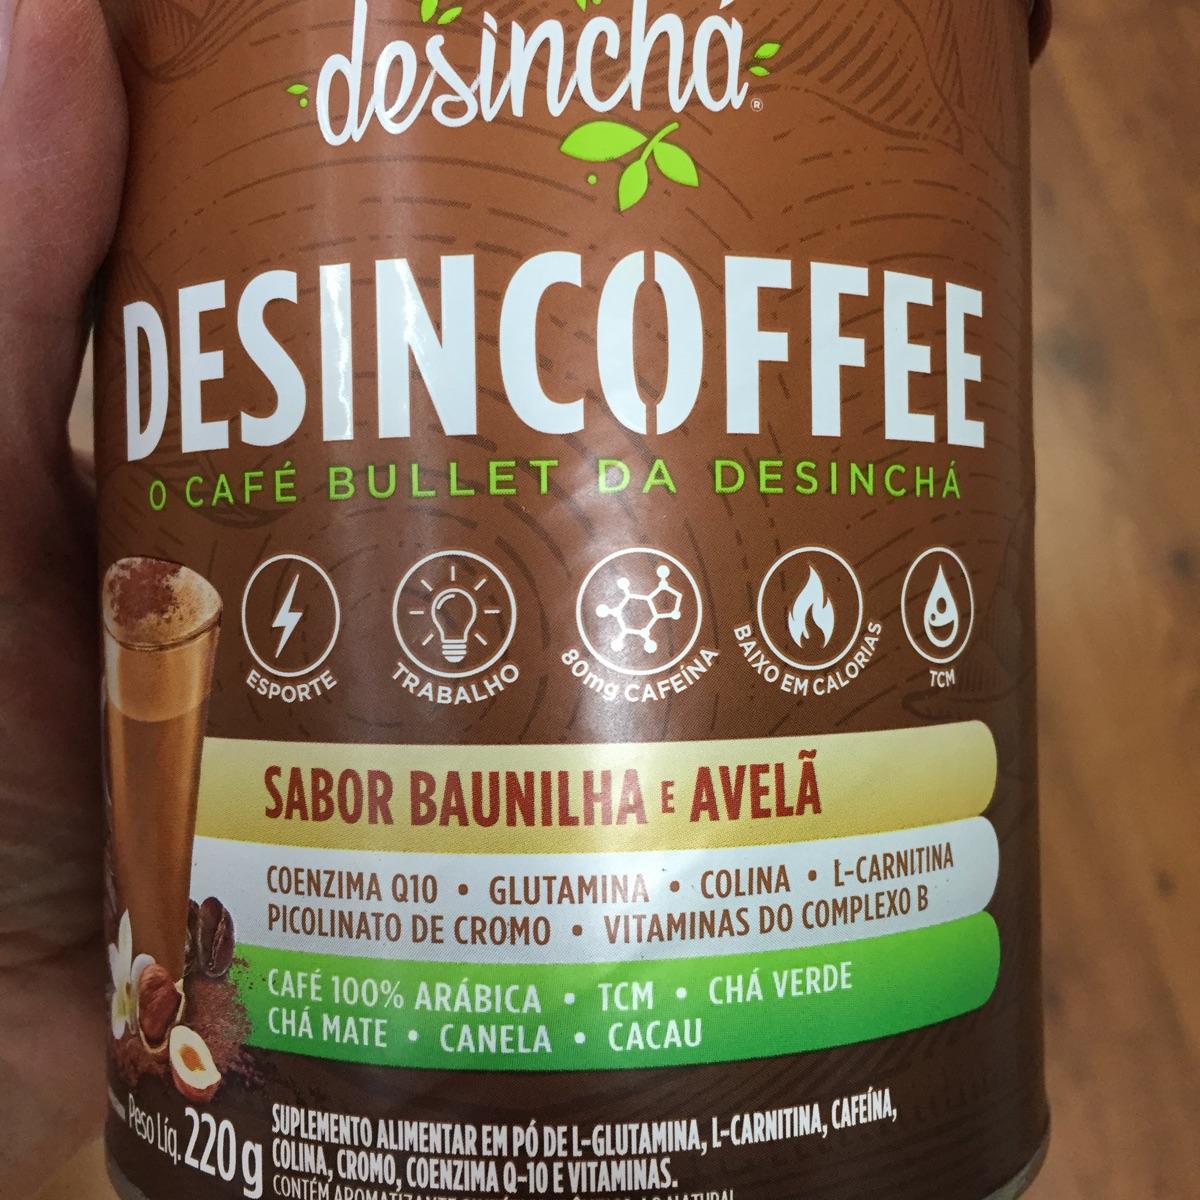 desinchá®
DESINCOFFEE
O CAFÉ BULLET DA DESINCHÁ
ESPORTE
TRABALHO
80mg CAFEÍNA
BAIXO EM CALORIAS
TCM
SABOR BAUNILHA E AVELÃ
COENZIMA Q10 • GLUTAMINA • COLINA • L-CARNITINA
PICOLINATO DE CROMO • VITAMINAS DO COMPLEXO B
CAFÉ 100% ARÁBICA • TCM • CHÁ VERDE
CHÁ MATE • CANELA • CACAU
Peso Líq. 220g
SUPLEMENTO ALIMENTAR EM PÓ DE L-GLUTAMINA, L-CARNITINA, CAFEÍNA,
COLINA, CROMO, COENZIMA Q-10 E VITAMINAS.
CONTÉM AROMATIZANTE